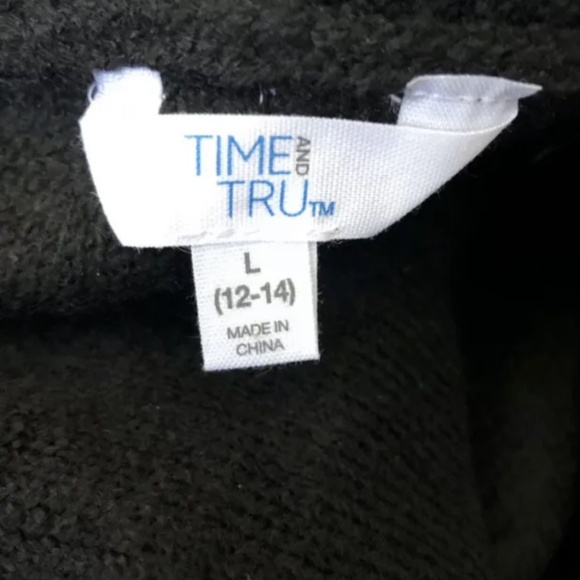 TIME AND
TRU™
L
(12-14)
MADE IN
CHINA